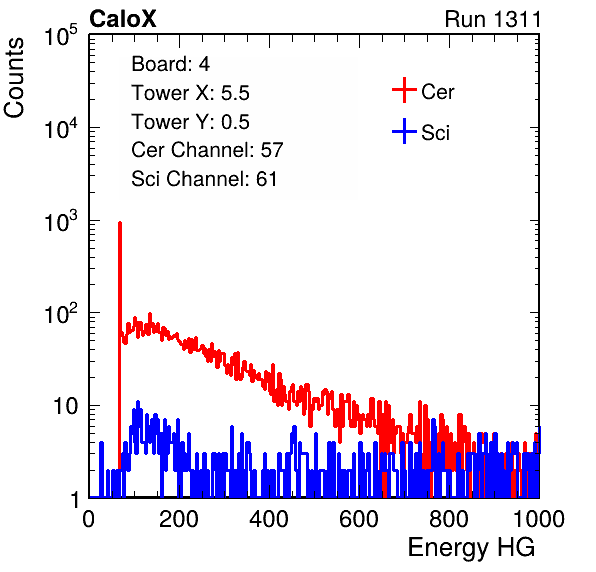 CaloX Run 1311
Counts
10^5
10^4
10^3
10^2
10
1
Board: 4
Tower X: 5.5
Tower Y: 0.5
Cer Channel: 57
Sci Channel: 61
Cer
Sci
0 200 400 600 800 1000
Energy HG